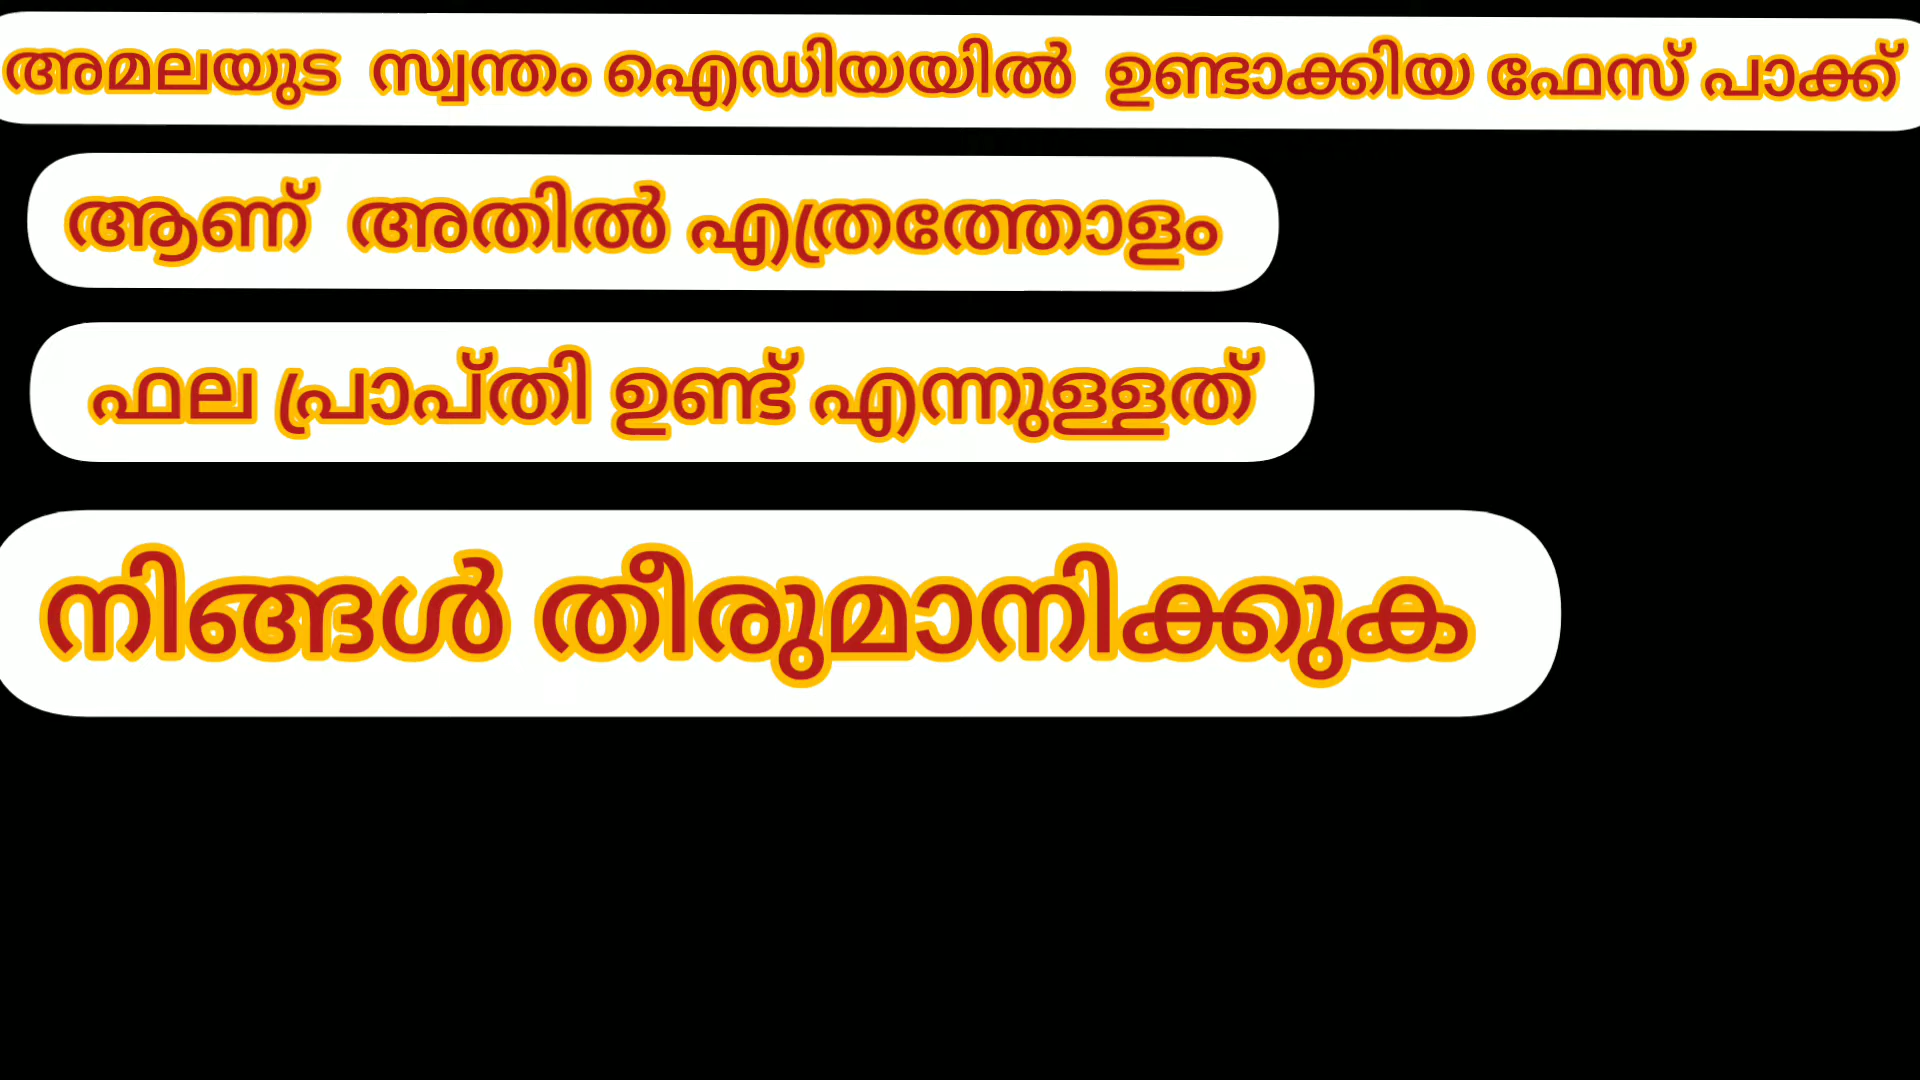 അമലയുട സ്വന്തം ഐഡിയയിൽ ഉണ്ടാക്കിയ ഫേസ് പാക്ക്
ആണ് അതിൽ എത്രത്തോളം
ഫല പ്രാപ്തി ഉണ്ട് എന്നുള്ളത്
നിങ്ങൾ തീരുമാനിക്കുക